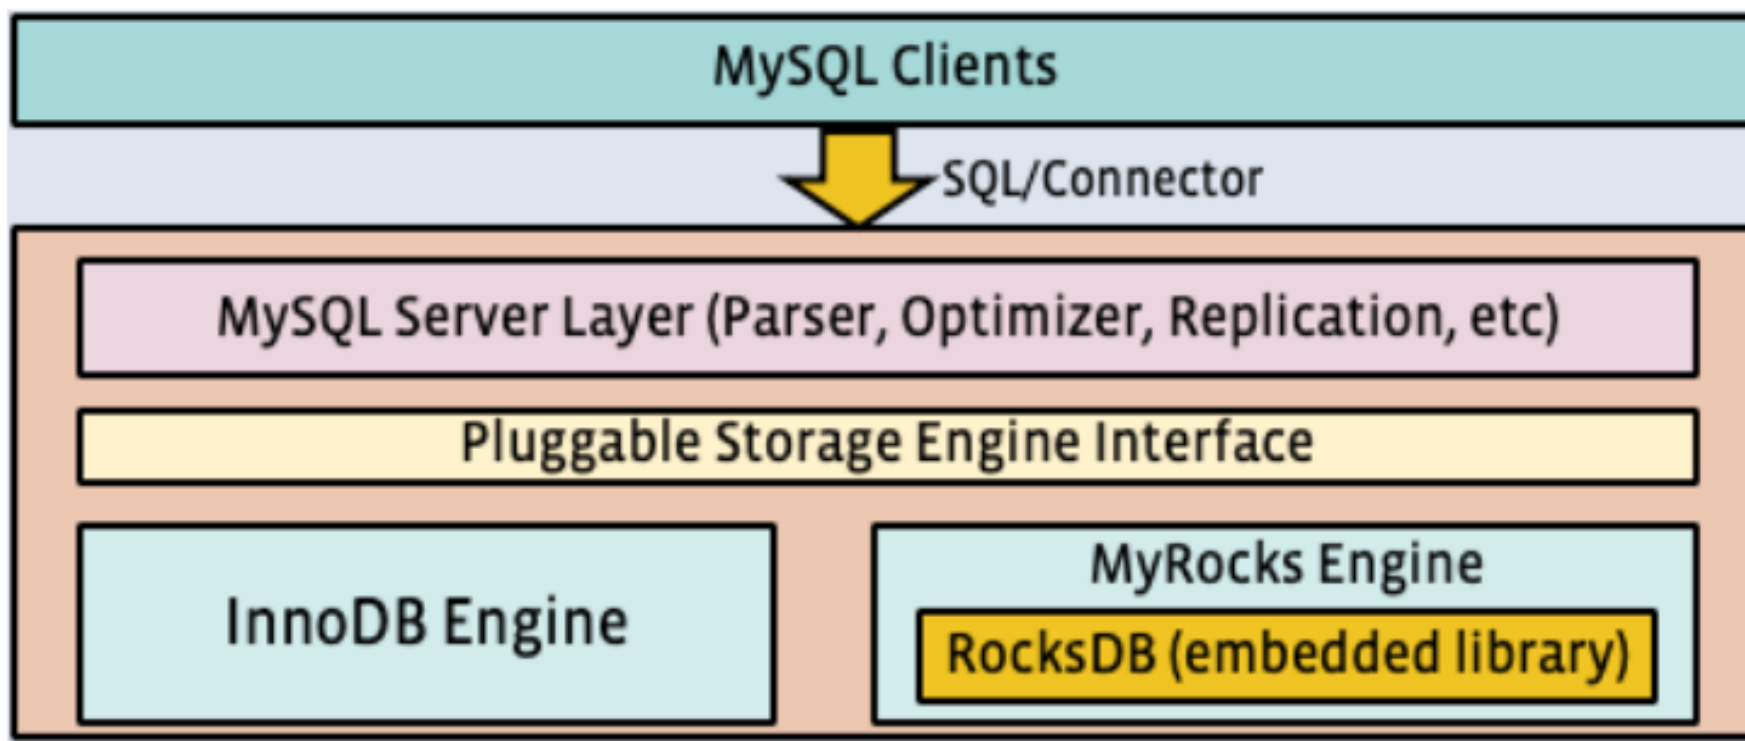 MySQL Clients
SQL/Connector
MySQL Server Layer (Parser, Optimizer, Replication, etc)
Pluggable Storage Engine Interface
InnoDB Engine
MyRocks Engine
RocksDB (embedded library)